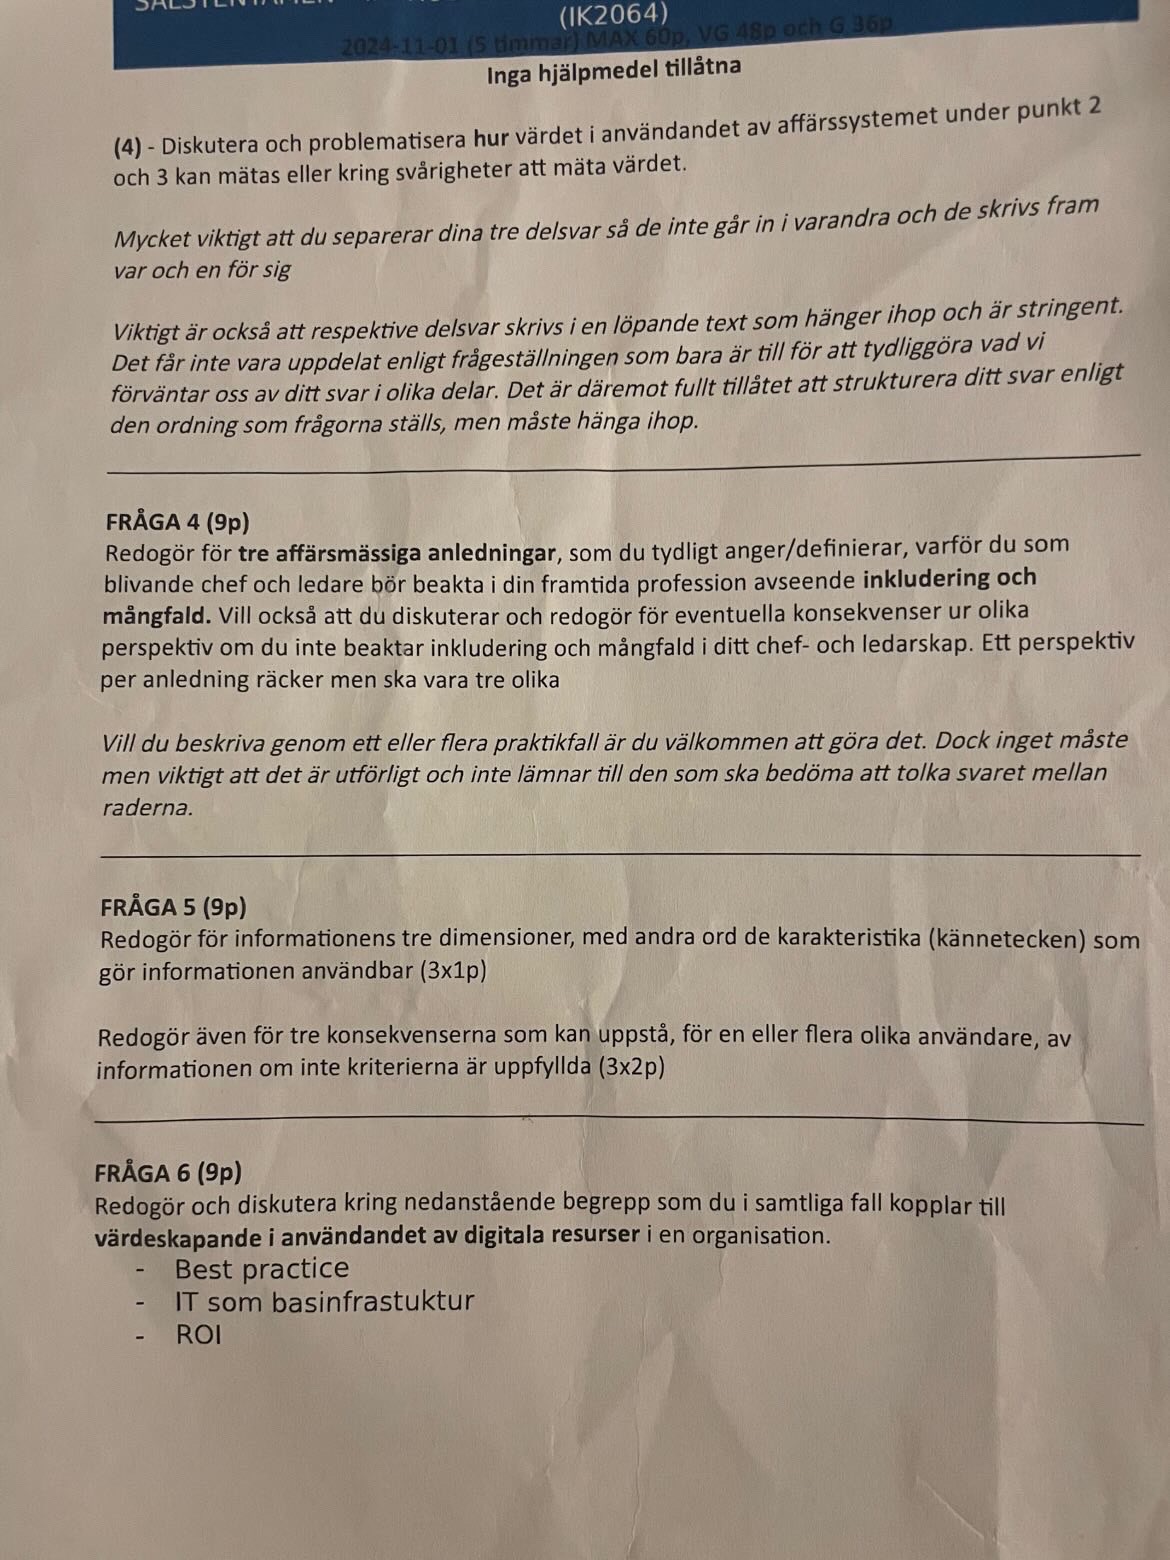 (IK2064)
2024-11-01 (5 timmar) MAX 60p, VG 48p och G 36p
Inga hjälpmedel tillåtna
(4) - Diskutera och problematisera hur värdet i användandet av affärssystemet under punkt 2
och 3 kan mätas eller kring svårigheter att mäta värdet.
Mycket viktigt att du separerar dina tre delsvar så de inte går in i varandra och de skrivs fram
var och en för sig
Viktigt är också att respektive delsvar skrivs i en löpande text som hänger ihop och är stringent.
Det får inte vara uppdelat enligt frågeställningen som bara är till för att tydliggöra vad vi
förväntar oss av ditt svar i olika delar. Det är däremot fullt tillåtet att strukturera ditt svar enligt
den ordning som frågorna ställs, men måste hänga ihop.
FRÅGA 4 (9p)
Redogör för tre affärsmässiga anledningar, som du tydligt anger/definierar, varför du som
blivande chef och ledare bör beakta i din framtida profession avseende inkludering och
mångfald. Vill också att du diskuterar och redogör för eventuella konsekvenser ur olika
perspektiv om du inte beaktar inkludering och mångfald i ditt chef- och ledarskap. Ett perspektiv
per anledning räcker men ska vara tre olika
Vill du beskriva genom ett eller flera praktikfall är du välkommen att göra det. Dock inget måste
men viktigt att det är utförligt och inte lämnar till den som ska bedöma att tolka svaret mellan
raderna.
FRÅGA 5 (9p)
Redogör för informationens tre dimensioner, med andra ord de karakteristika (kännetecken) som
gör informationen användbar (3x1p)
Redogör även för tre konsekvenserna som kan uppstå, för en eller flera olika användare, av
informationen om inte kriterierna är uppfyllda (3x2p)
FRÅGA 6 (9p)
Redogör och diskutera kring nedanstående begrepp som du i samtliga fall kopplar till
värdeskapande i användandet av digitala resurser i en organisation.
- Best practice
- IT som basinfrastuktur
- ROI